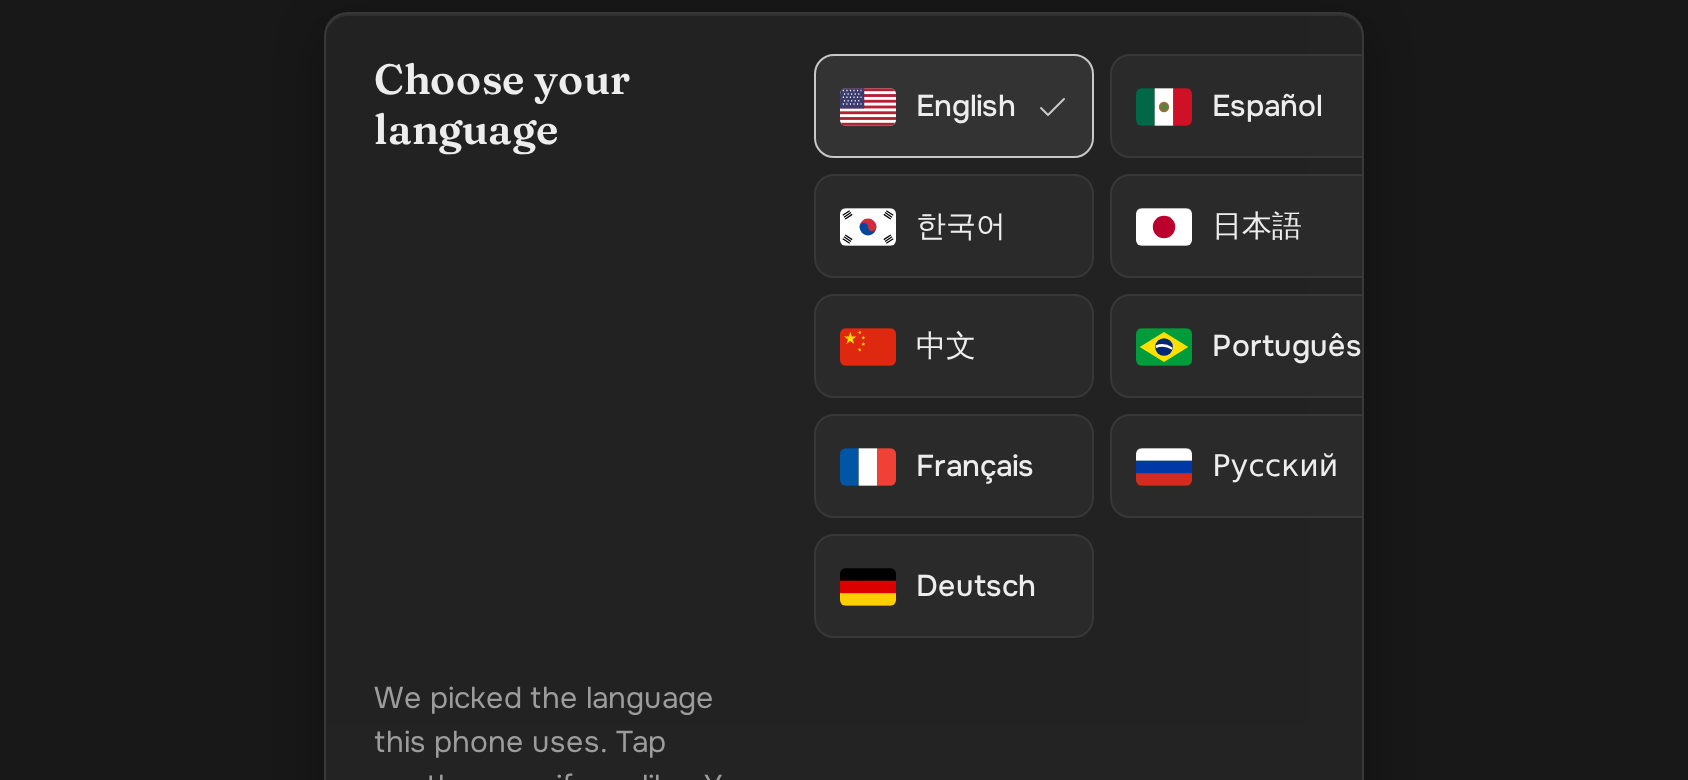 Choose your
language
English
Español
한국어
日本語
中文
Português
Français
Русский
Deutsch
We picked the language
this phone uses. Tap